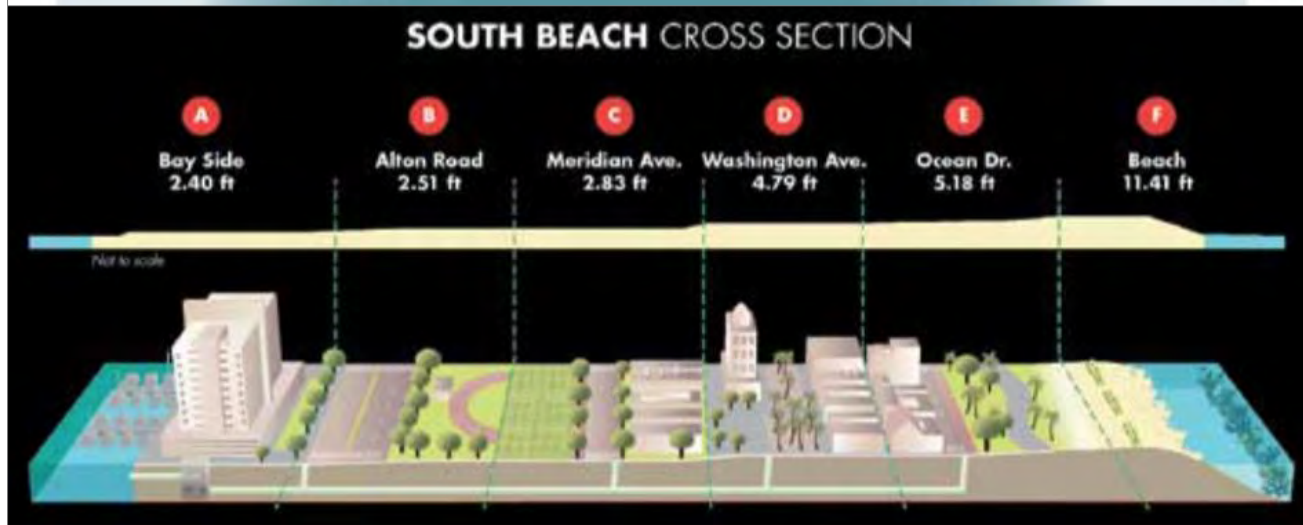 SOUTH BEACH CROSS SECTION
A
Bay Side
2.40 ft
B
Alton Road
2.51 ft
C
Meridian Ave.
2.83 ft
D
Washington Ave.
4.79 ft
E
Ocean Dr.
5.18 ft
F
Beach
11.41 ft
Not to scale